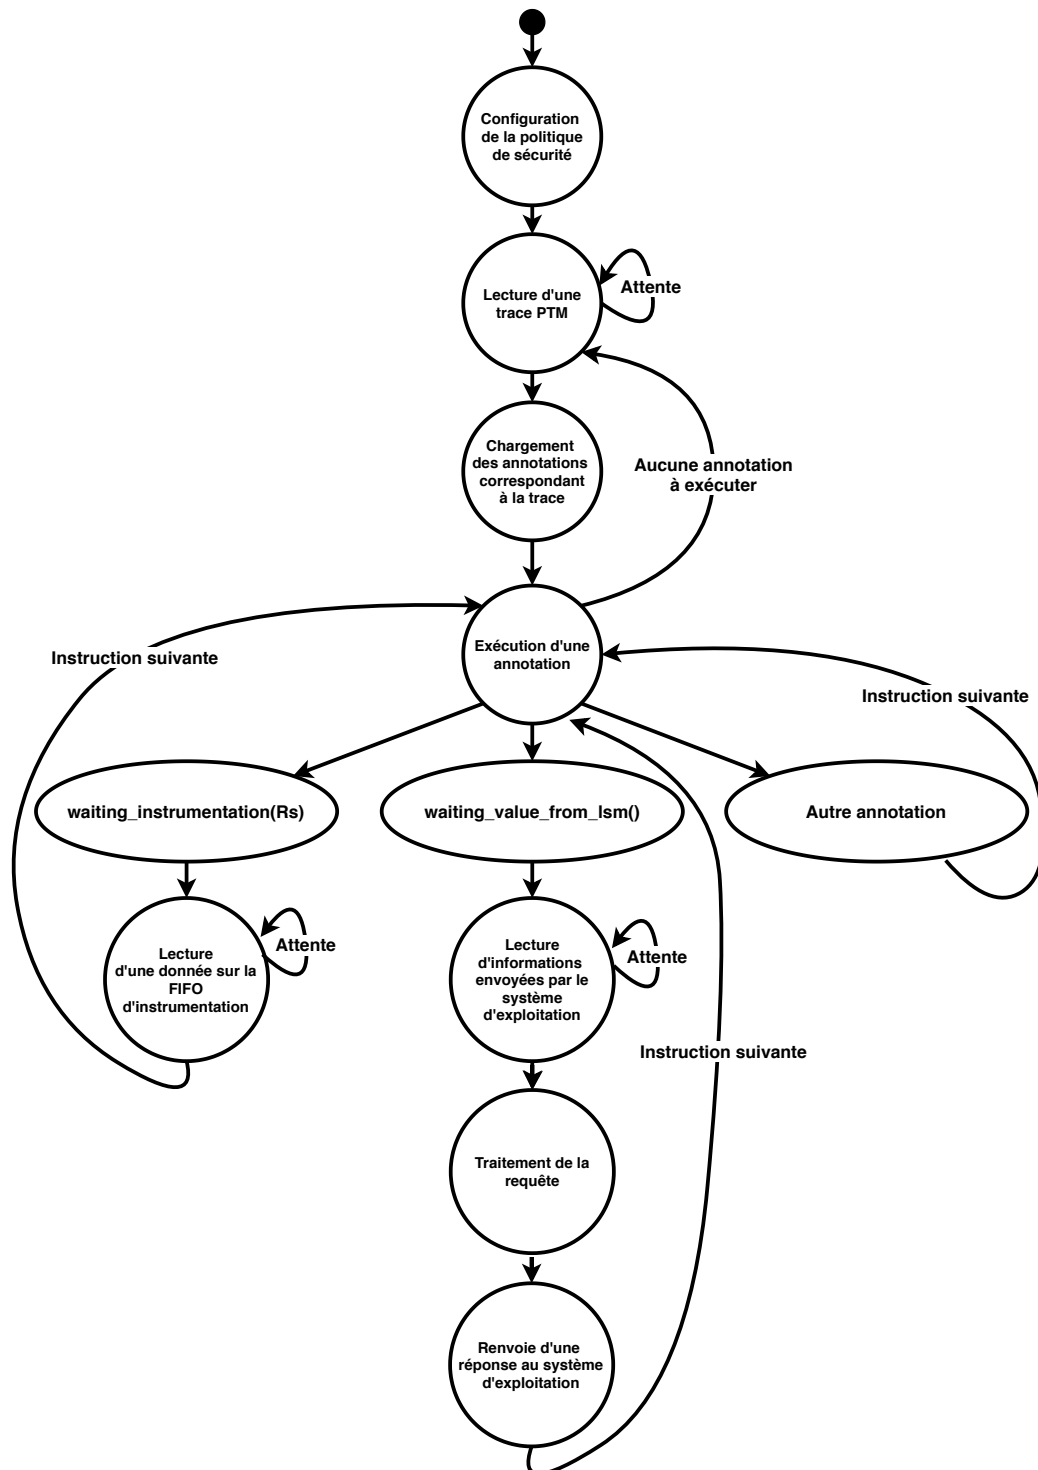 Configuration
de la politique
de sécurité
Lecture d'une
trace PTM
Attente
Chargement
des annotations
correspondant
à la trace
Aucune annotation
à exécuter
Exécution d'une
annotation
Instruction suivante
Instruction suivante
waiting_instrumentation(Rs)
waiting_value_from_lsm()
Autre annotation
Lecture
d'une donnée sur la
FIFO
d'instrumentation
Attente
Lecture
d'informations
envoyées par le
système
d'exploitation
Attente
Instruction suivante
Traitement de la
requête
Renvoie d'une
réponse au système
d'exploitation